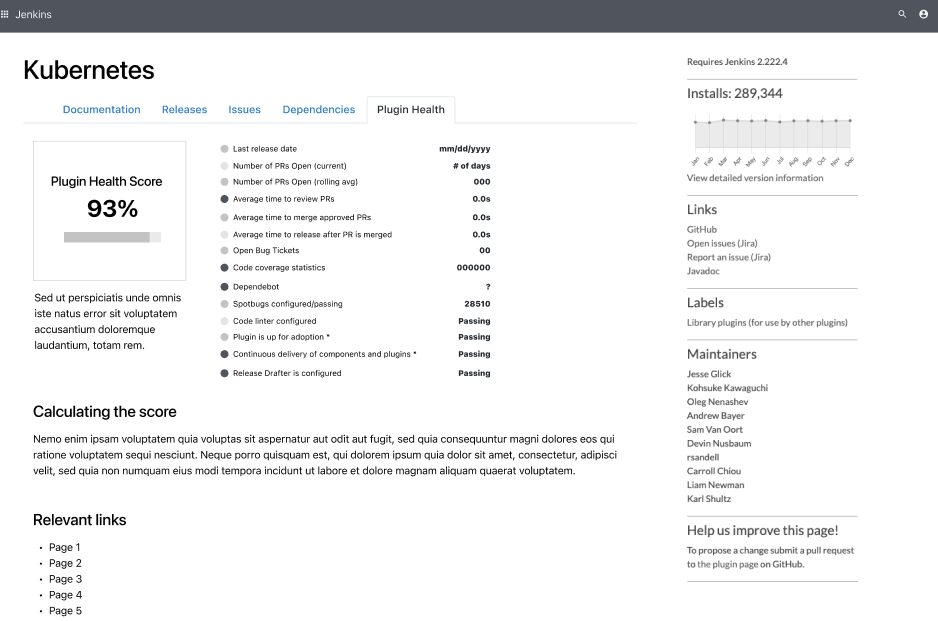 Jenkins
Kubernetes
Documentation Releases Issues Dependencies Plugin Health
Plugin Health Score
93%
Sed ut perspiciatis unde omnis
iste natus error sit voluptatem
accusantium doloremque
laudantium, totam rem.
Last release date mm/dd/yyyy
Number of PRs Open (current) # of days
Number of PRs Open (rolling avg) 000
Average time to review PRs 0.0s
Average time to merge approved PRs 0.0s
Average time to release after PR is merged 0.0s
Open Bug Tickets 00
Code coverage statistics 000000
Dependebot ?
Spotbugs configured/passing 28510
Code linter configured Passing
Plugin is up for adoption * Passing
Continuous delivery of components and plugins * Passing
Release Drafter is configured Passing
Calculating the score
Nemo enim ipsam voluptatem quia voluptas sit aspernatur aut odit aut fugit, sed quia consequuntur magni dolores eos qui
ratione voluptatem sequi nesciunt. Neque porro quisquam est, qui dolorem ipsum quia dolor sit amet, consectetur, adipisci
velit, sed quia non numquam eius modi tempora incidunt ut labore et dolore magnam aliquam quaerat voluptatem.
Relevant links
• Page 1
• Page 2
• Page 3
• Page 4
• Page 5
Requires Jenkins 2.222.4
Installs: 289,344
Jan Feb Mar Apr May Jun Jul Aug Sep Oct Nov Dec
View detailed version information
Links
GitHub
Open issues (Jira)
Report an issue (Jira)
Javadoc
Labels
Library plugins (for use by other plugins)
Maintainers
Jesse Glick
Kohsuke Kawaguchi
Oleg Nenashev
Andrew Bayer
Sam Van Oort
Devin Nusbaum
rsandell
Carroll Chiou
Liam Newman
Karl Shultz
Help us improve this page!
To propose a change submit a pull request
to the plugin page on GitHub.